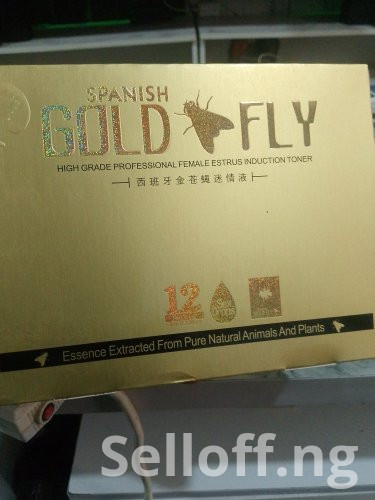 SPANISH
GOLD FLY
HIGH GRADE PROFESSIONAL FEMALE ESTRUS INDUCTION TONER
西班牙金苍蝇迷情液
12
Essence Extracted From Pure Natural Animals And Plants
Selloff.ng